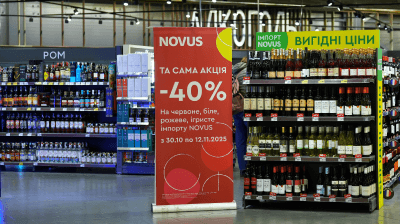 АЛКОГОЛЬ
NOVUS
ТА САМА АКЦІЯ
-40%
На червоне, біле,
рожеве, ігристе
імпорту NOVUS
з 30.10 по 12.11.2025
РОМ
ІМПОРТ
NOVUS
ВИГІДНІ ЦІНИ